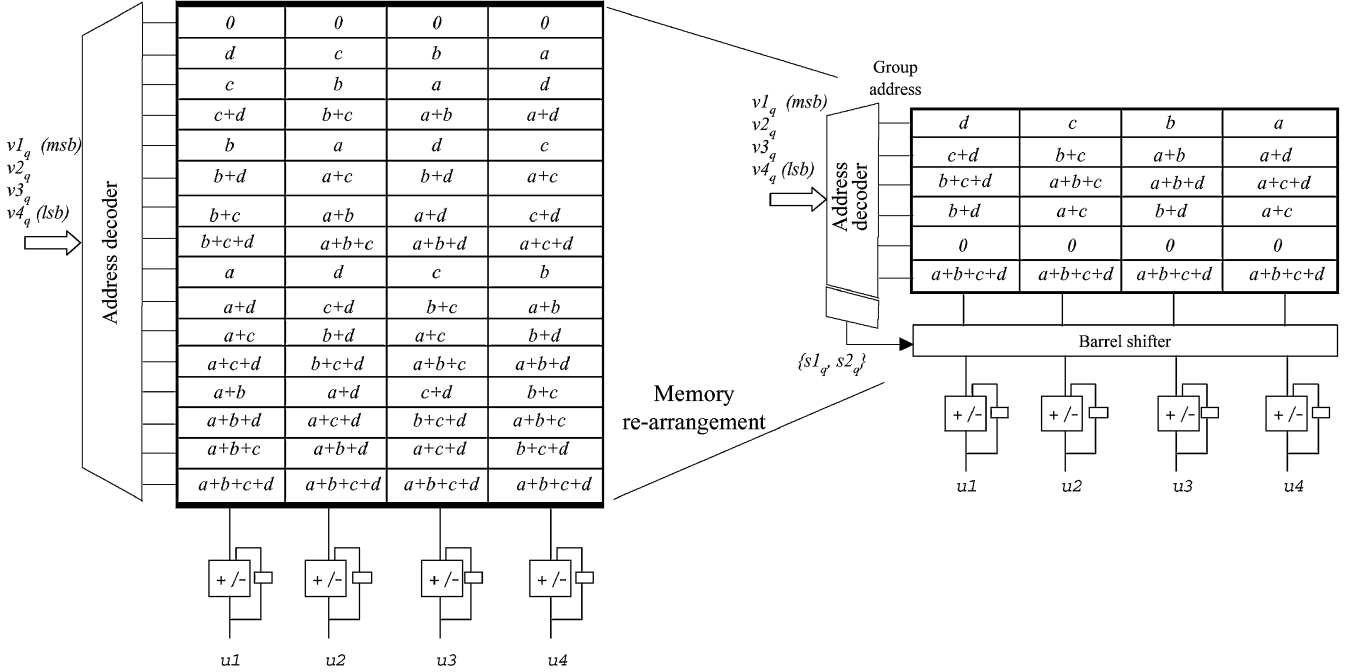 0 0 0 0
d c b a
c b a d
c+d b+c a+b a+d
b a d c
b+d a+c b+d a+c
b+c a+b a+d c+d
b+c+d a+b+c a+b+d a+c+d
a d c b
a+d c+d b+c a+b
a+c b+d a+c b+d
a+c+d b+c+d a+b+c a+b+d
a+b a+d c+d b+c
a+b+d a+c+d b+c+d a+b+c
a+b+c a+b+d a+c+d b+c+d
a+b+c+d a+b+c+d a+b+c+d a+b+c+d
v1q (msb)
v2q
v3q
v4q (lsb)
Address decoder
+ /- + /- + /- + /-
u1 u2 u3 u4
Memory
re-arrangement
Group
address
v1q (msb)
v2q
v3q
v4q (lsb)
Address
decoder
d c b a
c+d b+c a+b a+d
b+c+d a+b+c a+b+d a+c+d
b+d a+c b+d a+c
0 0 0 0
a+b+c+d a+b+c+d a+b+c+d a+b+c+d
Barrel shifter
{s1q, s2q}
+ /- + /- + /- + /-
u1 u2 u3 u4